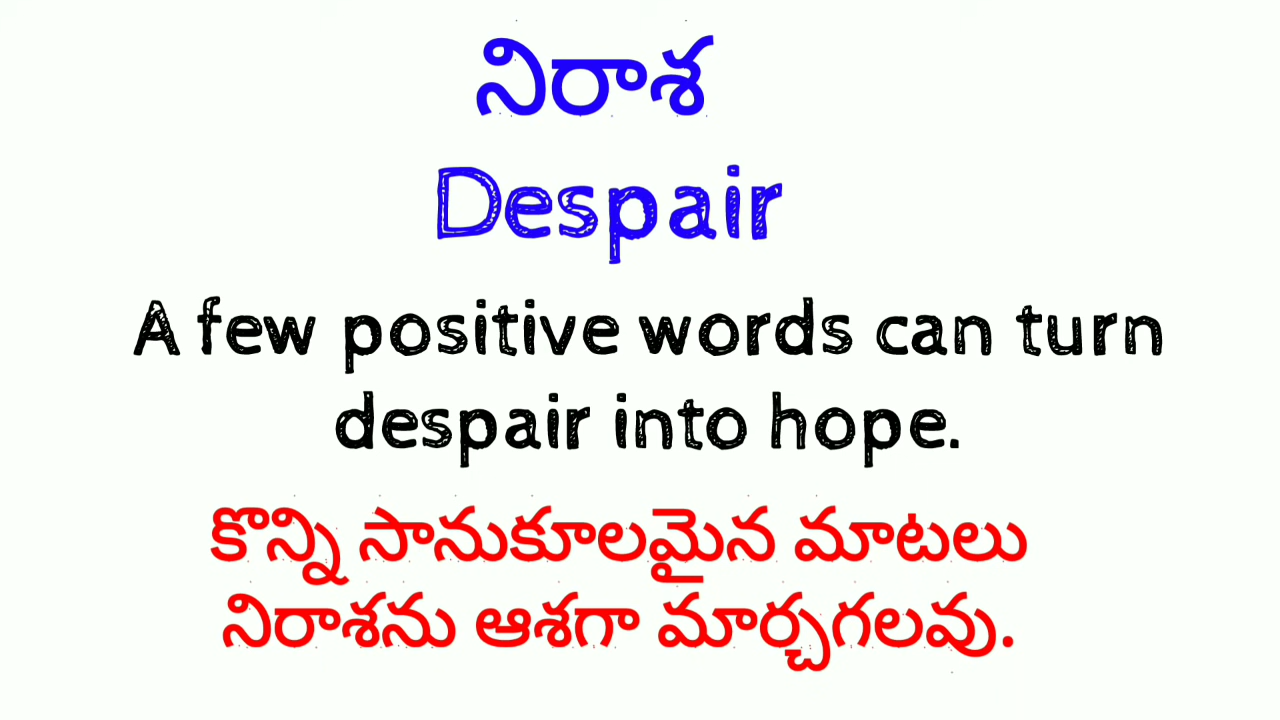 నిరాశ
Despair
A few positive words can turn
despair into hope.
కొన్ని సానుకూలమైన మాటలు
నిరాశను ఆశగా మార్చగలవు.